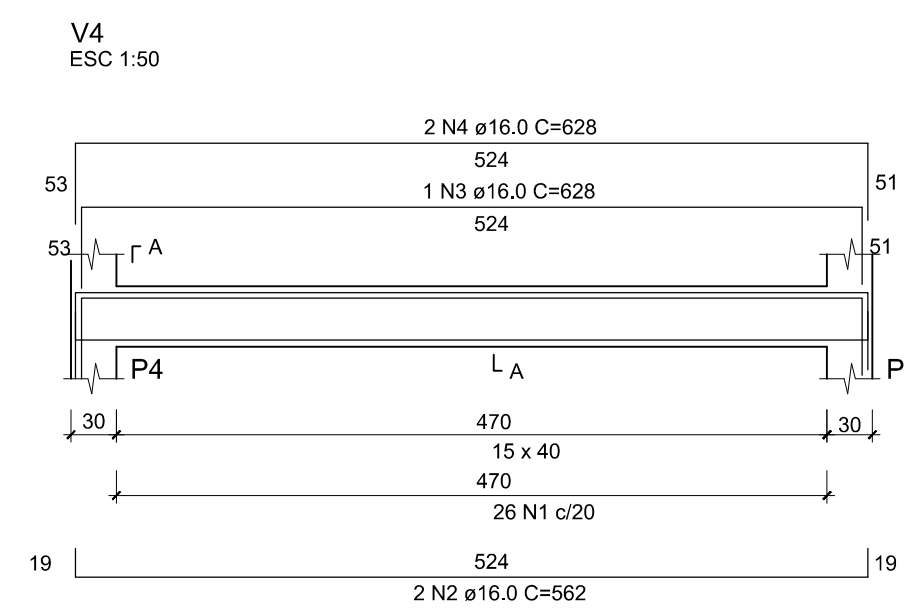 V4
ESC 1:50
2 N4 ø16.0 C=628
524
53
51
1 N3 ø16.0 C=628
524
53
51
A
P4
A
P
30
470
30
15 x 40
470
26 N1 c/20
19
524
19
2 N2 ø16.0 C=562